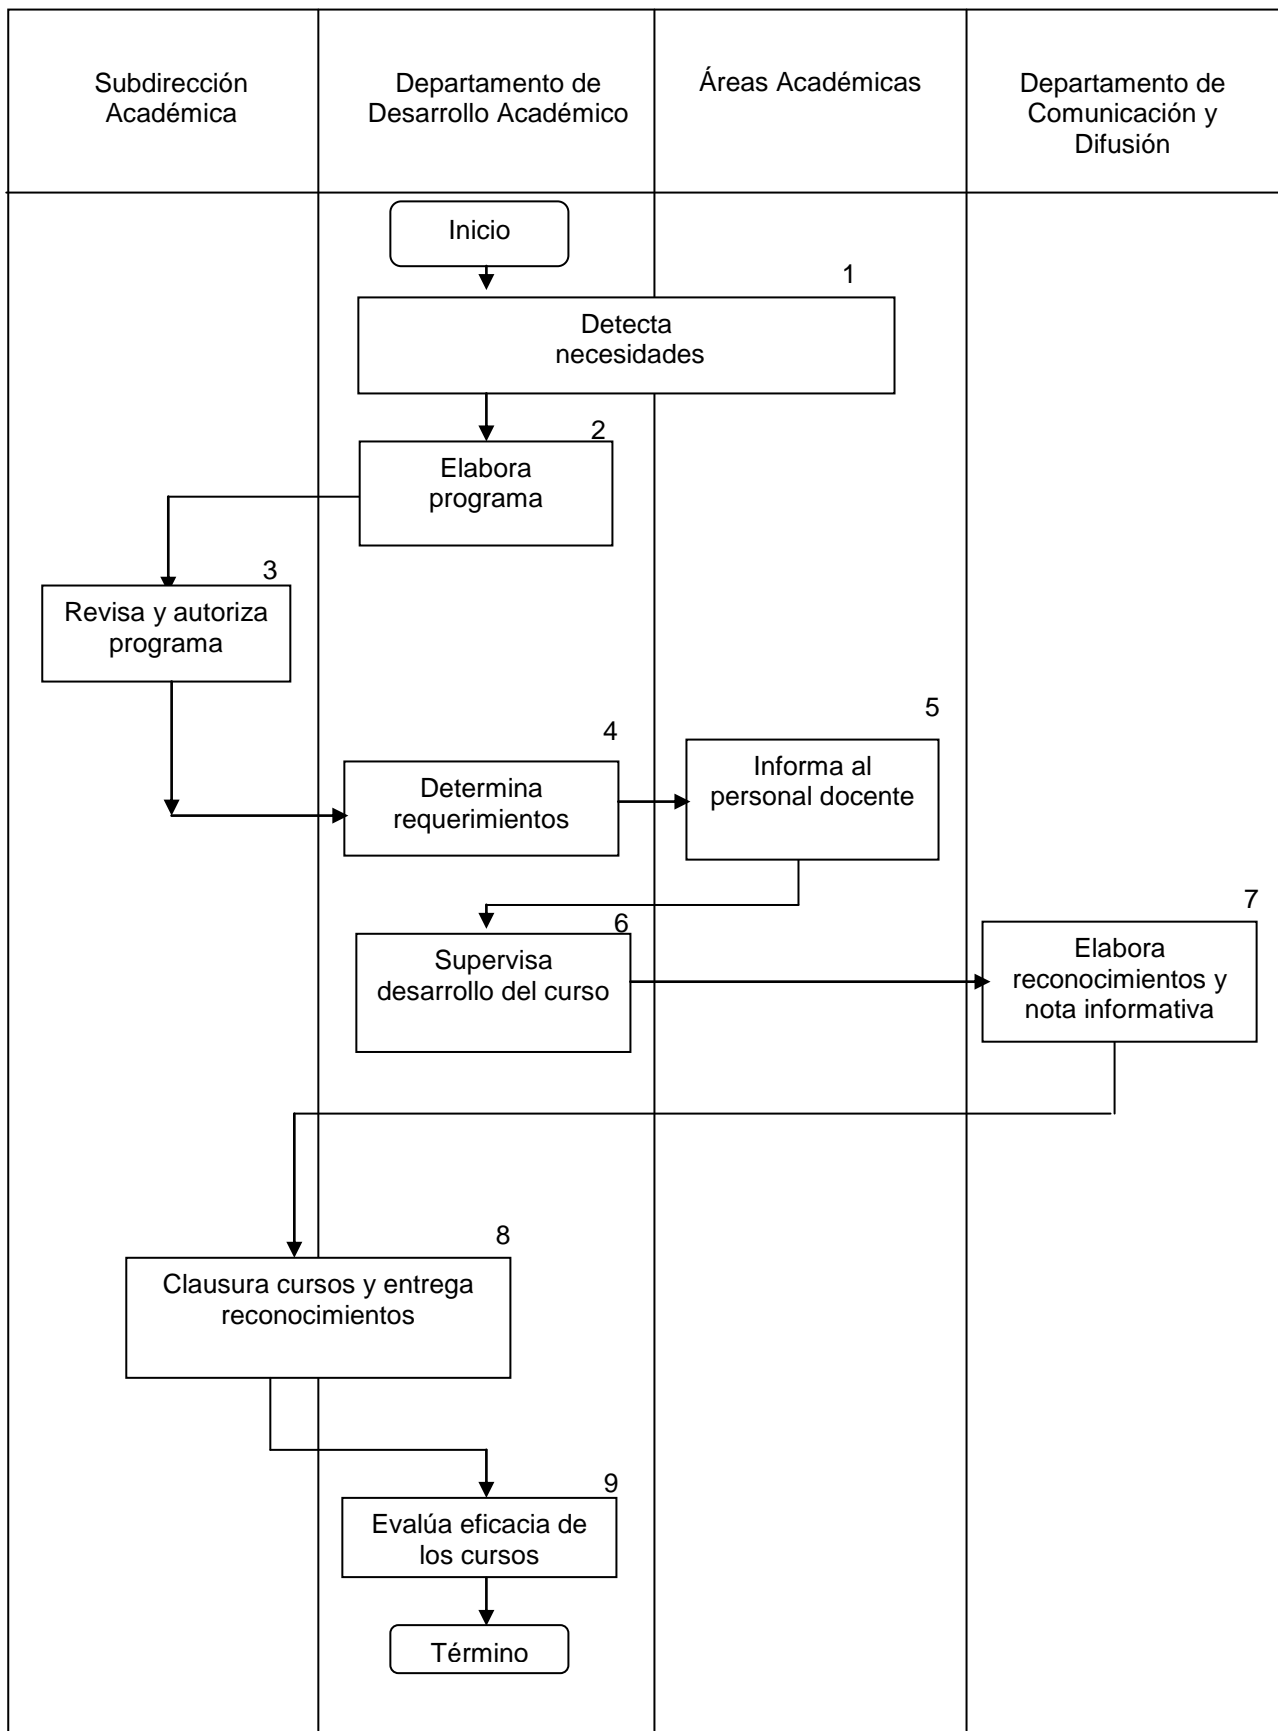 Subdirección
Académica
Departamento de
Desarrollo Académico
Áreas Académicas
Departamento de
Comunicación y
Difusión
Inicio
1
Detecta
necesidades
2
Elabora
programa
3
Revisa y autoriza
programa
4
Determina
requerimientos
5
Informa al
personal docente
6
Supervisa
desarrollo del curso
7
Elabora
reconocimientos y
nota informativa
8
Clausura cursos y entrega
reconocimientos
9
Evalúa eficacia de
los cursos
Término